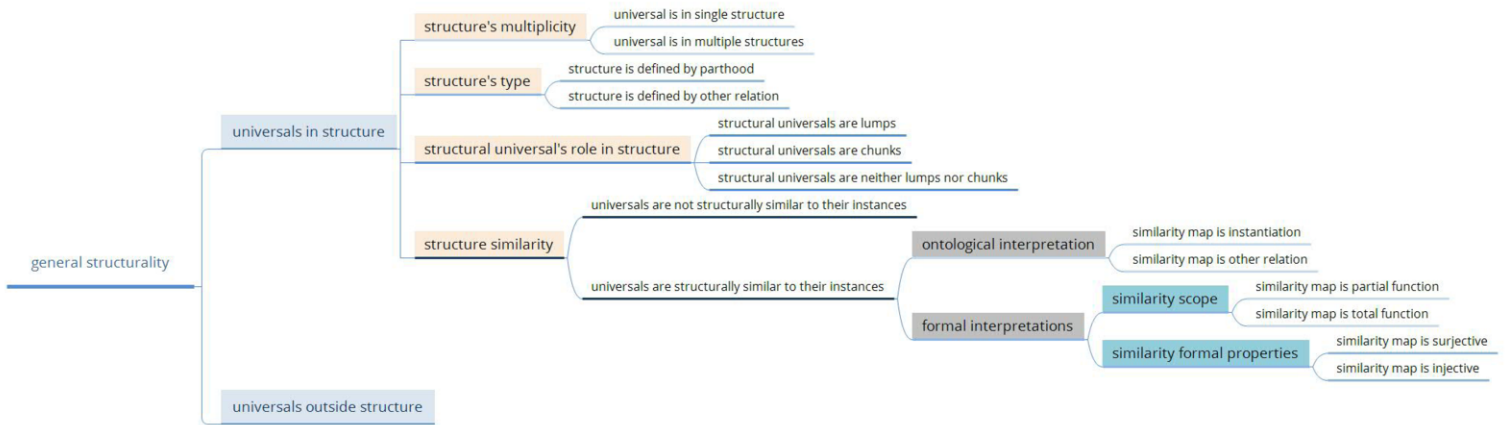 general structurality
universals in structure
structure's multiplicity
universal is in single structure
universal is in multiple structures
structure's type
structure is defined by parthood
structure is defined by other relation
structural universal's role in structure
structural universals are lumps
structural universals are chunks
structural universals are neither lumps nor chunks
structure similarity
universals are not structurally similar to their instances
universals are structurally similar to their instances
ontological interpretation
similarity map is instantiation
similarity map is other relation
formal interpretations
similarity scope
similarity map is partial function
similarity map is total function
similarity formal properties
similarity map is surjective
similarity map is injective
universals outside structure